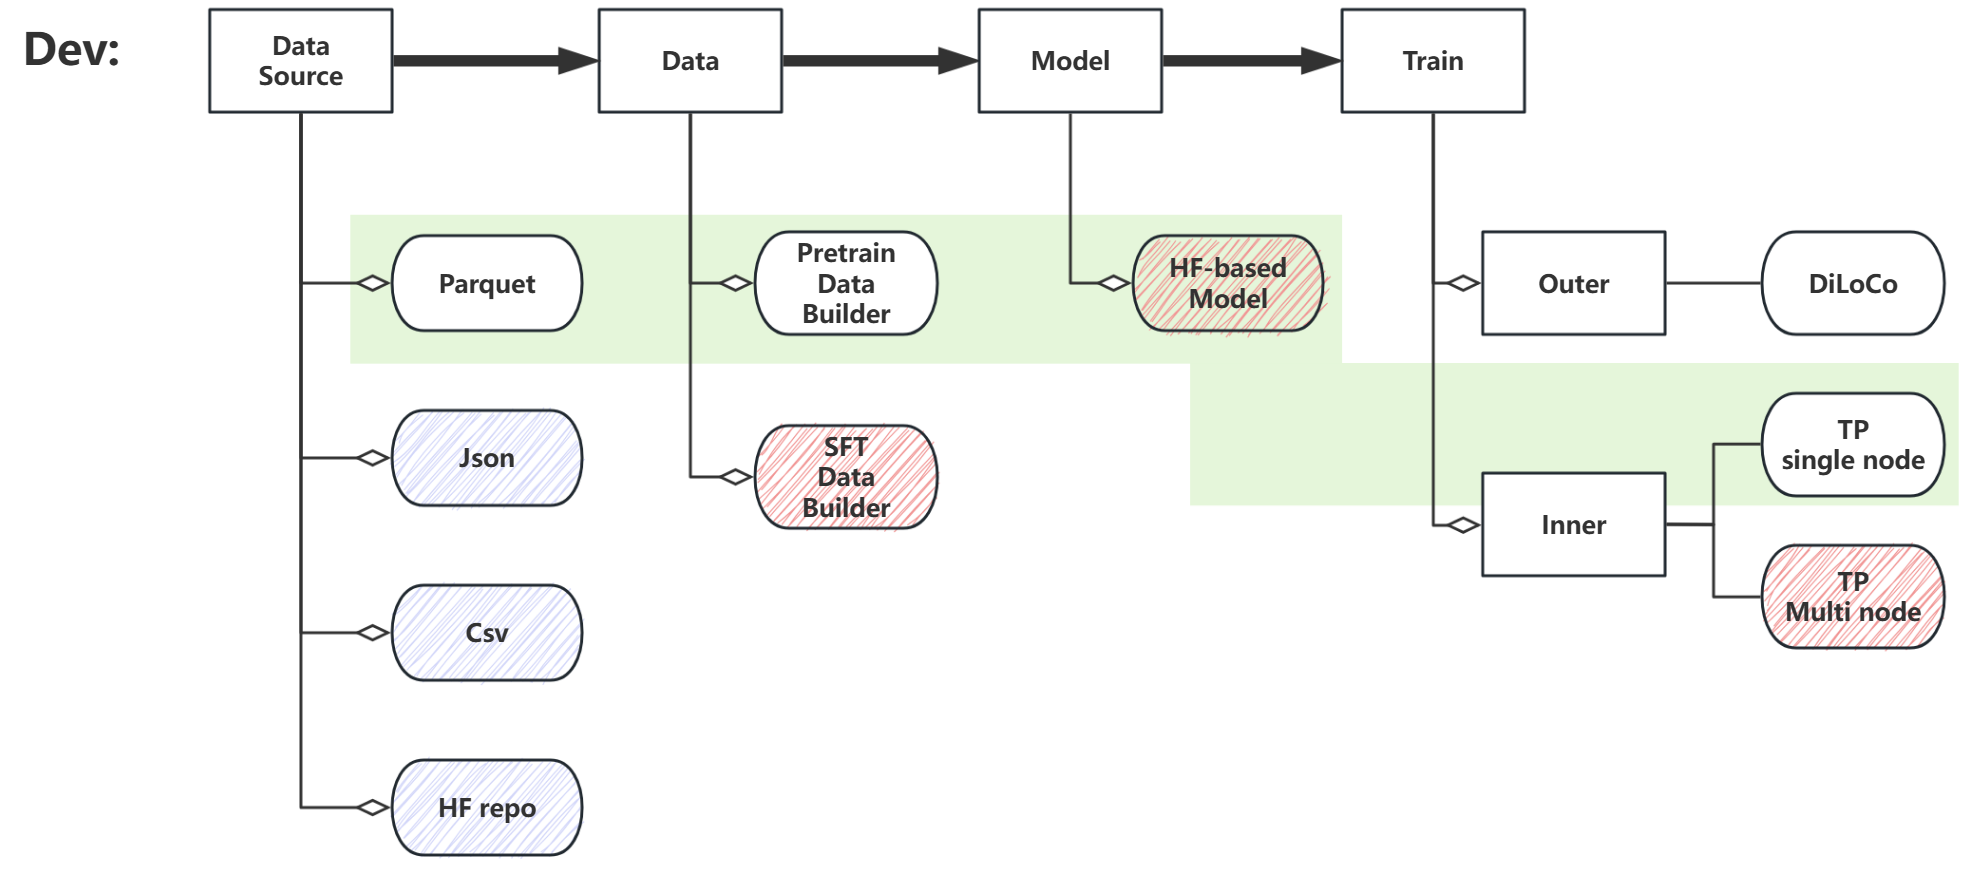 Dev:
Data
Source
Data
Model
Train
Parquet
Pretrain
Data
Builder
HF-based
Model
Outer
DiLoCo
Json
SFT
Data
Builder
TP
single node
Inner
Csv
TP
Multi node
HF repo